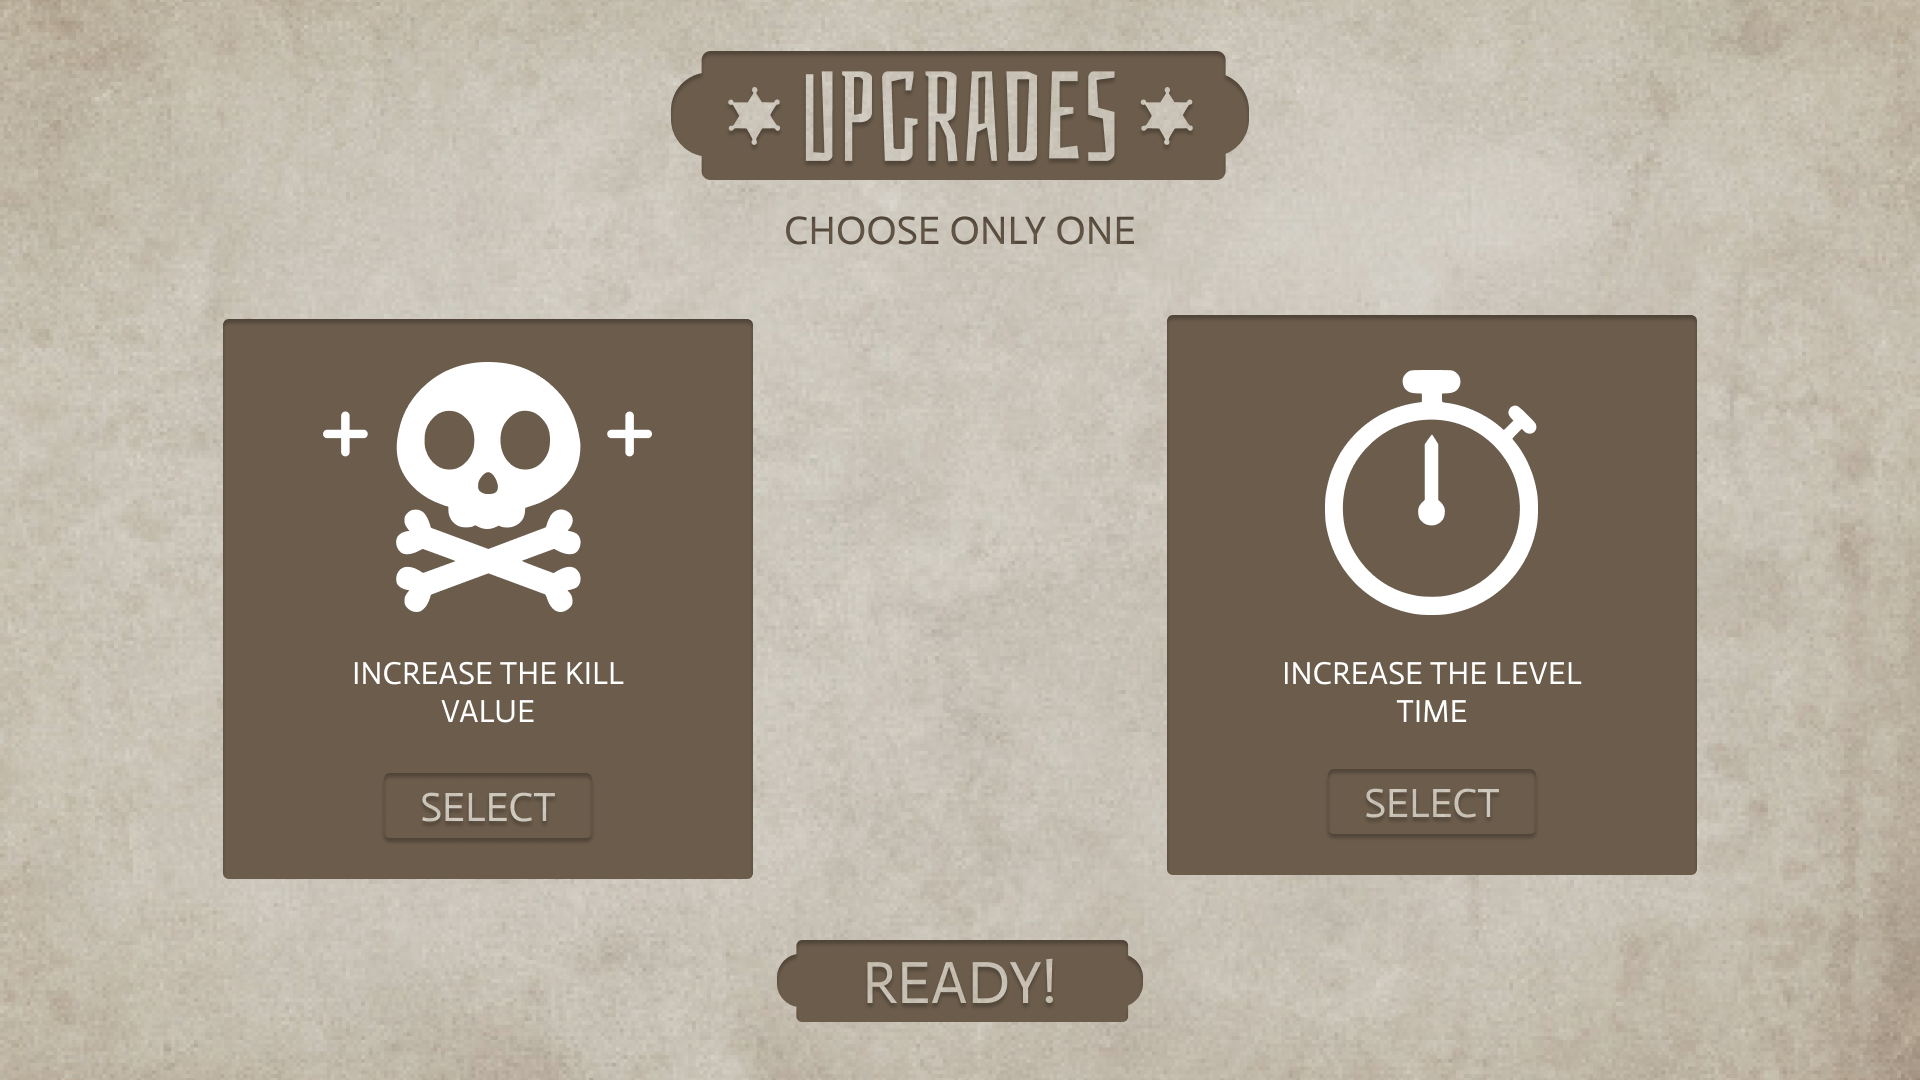 UPGRADES
CHOOSE ONLY ONE
INCREASE THE KILL
VALUE
SELECT
INCREASE THE LEVEL
TIME
SELECT
READY!